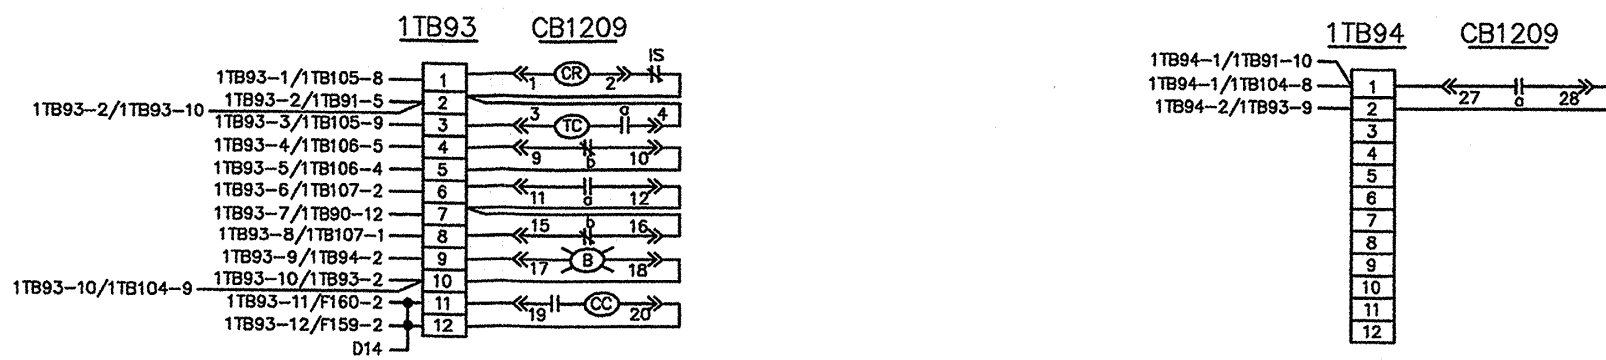 1TB93 CB1209
1TB93-1/1TB105-8 1 1 CR 2 IS
1TB93-2/1TB91-5 2
1TB93-2/1TB93-10
1TB93-3/1TB105-9 3 3 TC a 4
1TB93-4/1TB106-5 4 9 b 10
1TB93-5/1TB106-4 5
1TB93-6/1TB107-2 6 11 a 12
1TB93-7/1TB90-12 7
1TB93-8/1TB107-1 8 15 b 16
1TB93-9/1TB94-2 9 17 B 18
1TB93-10/1TB93-2 10
1TB93-10/1TB104-9
1TB93-11/F160-2 11 19 CC 20
1TB93-12/F159-2 12
D14
1TB94 CB1209
1TB94-1/1TB91-10
1TB94-1/1TB104-8 1 27 a 28
1TB94-2/1TB93-9 2
3
4
5
6
7
8
9
10
11
12